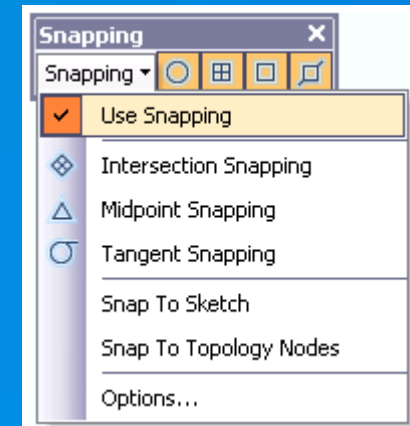 Snapping
Snapping
Use Snapping
Intersection Snapping
Midpoint Snapping
Tangent Snapping
Snap To Sketch
Snap To Topology Nodes
Options...